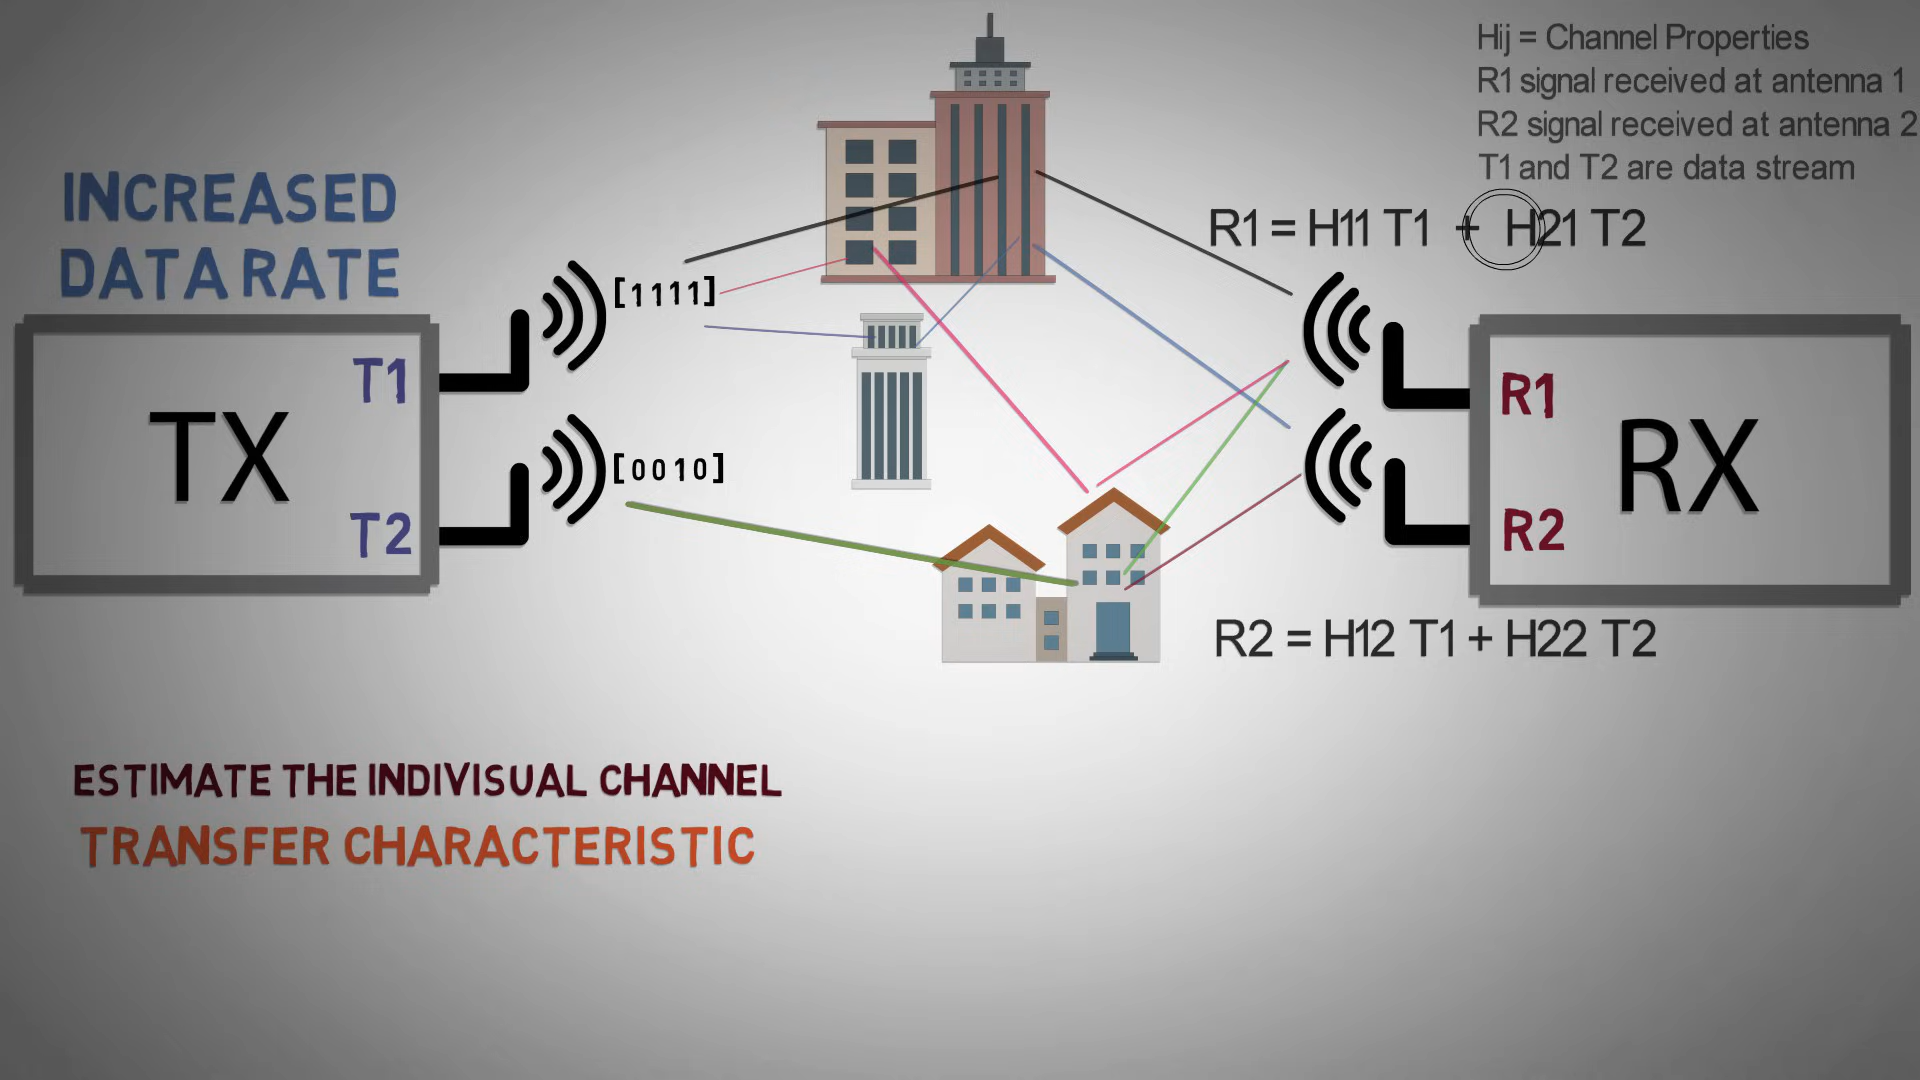 Hij = Channel Properties
R1 signal received at antenna 1
R2 signal received at antenna 2
T1 and T2 are data stream
R1 = H11 T1 + H21 T2
INCREASED
DATA RATE
[1111]
T1
TX
T2
[0010]
R1
RX
R2
R2 = H12 T1 + H22 T2
ESTIMATE THE INDIVISUAL CHANNEL
TRANSFER CHARACTERISTIC